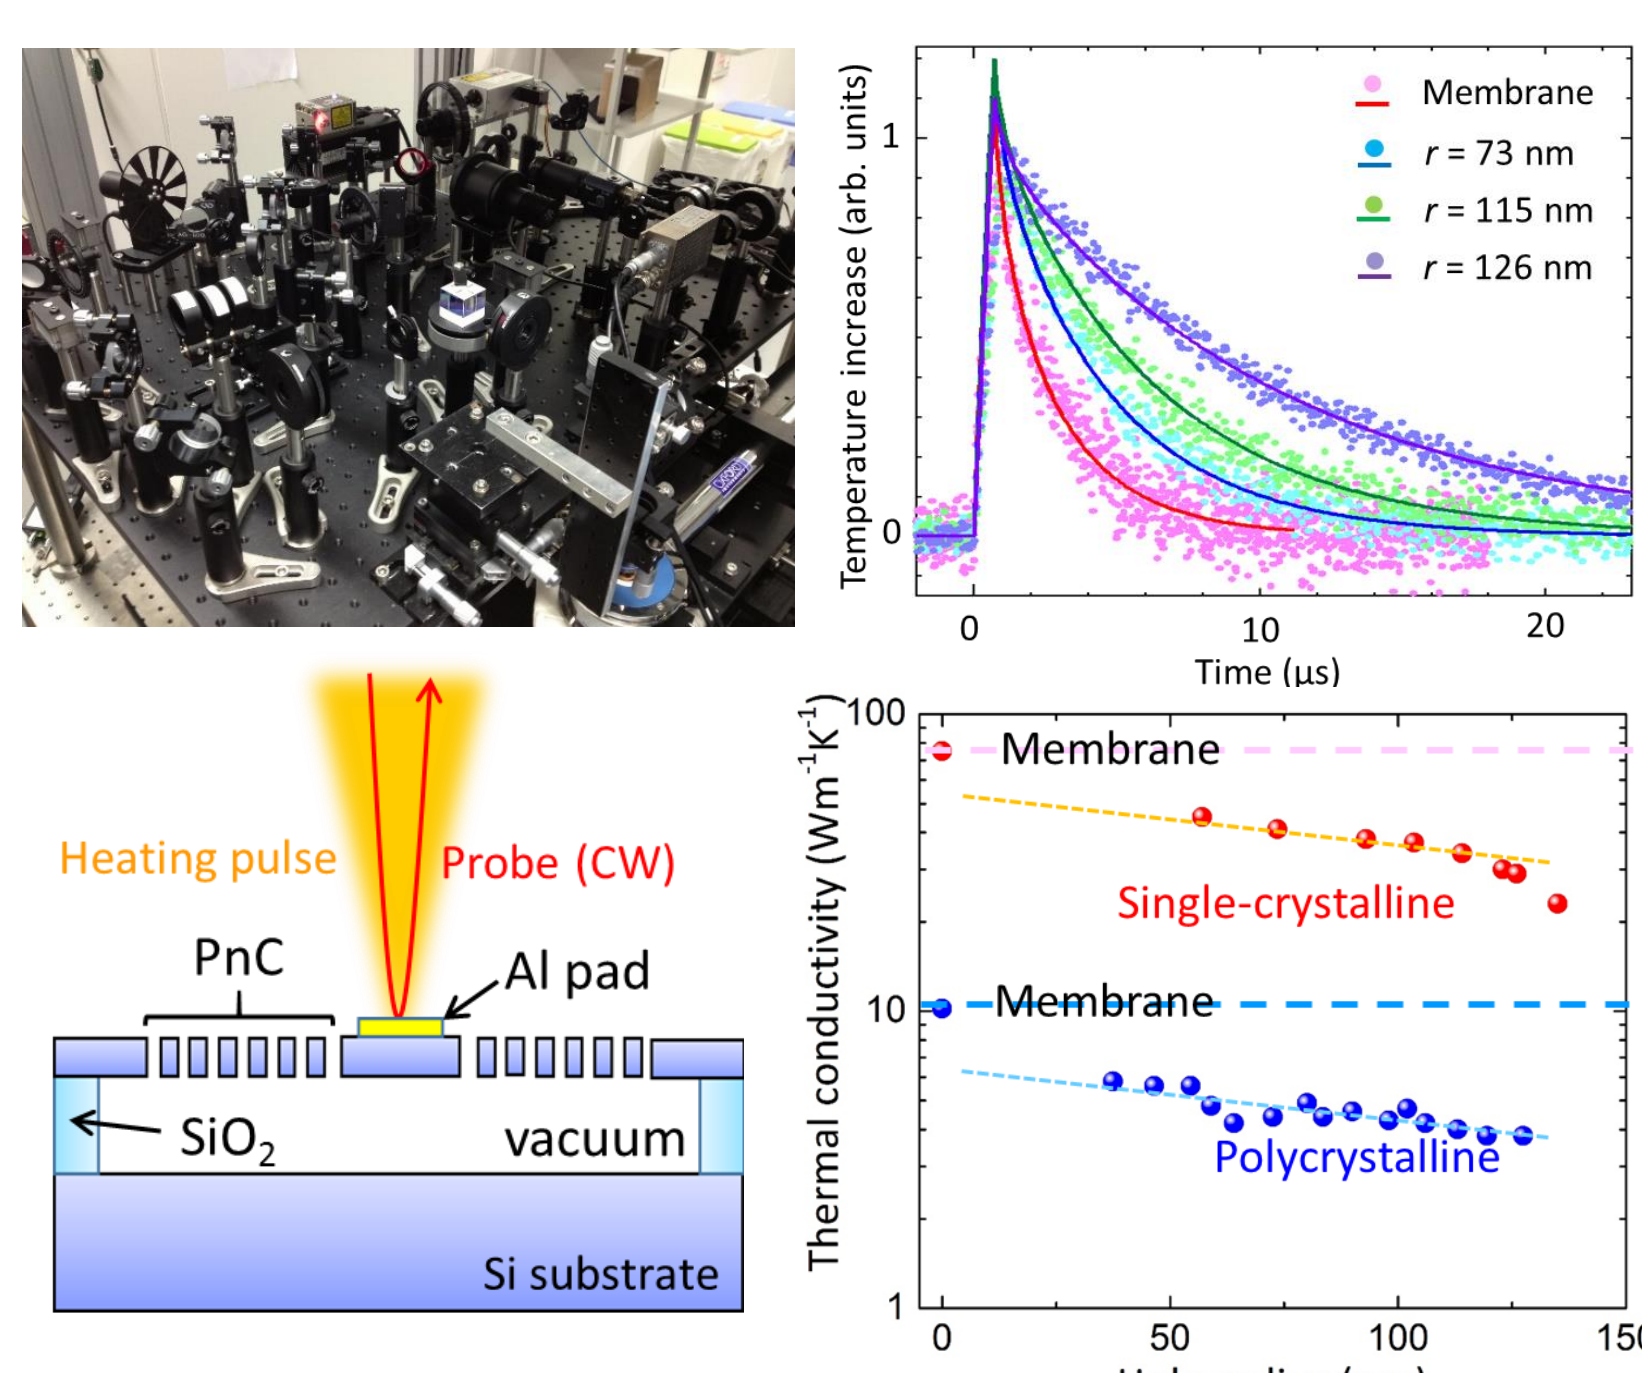 Temperature increase (arb. units)
1
0
Membrane
r = 73 nm
r = 115 nm
r = 126 nm
0 10 20
Time (μs)
Heating pulse
Probe (CW)
PnC
Al pad
SiO₂
vacuum
Si substrate
Thermal conductivity (Wm⁻¹K⁻¹)
100
10
1
Membrane
Single-crystalline
Membrane
Polycrystalline
0 50 100